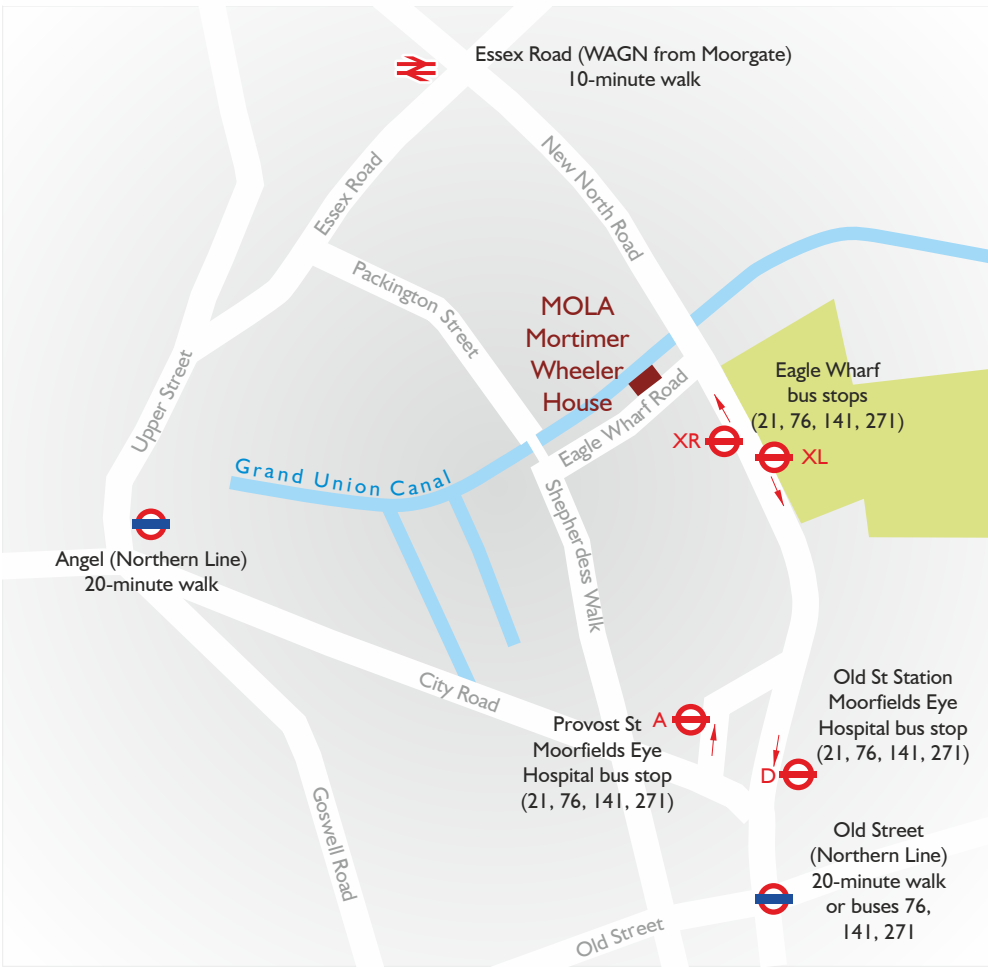 Essex Road (WAGN from Moorgate)
10-minute walk
Essex Road
New North Road
Packington Street
MOLA
Mortimer
Wheeler
House
Upper Street
Eagle Wharf
bus stops
(21, 76, 141, 271)
Eagle Wharf Road
XR
XL
Grand Union Canal
Shepherdess Walk
Angel (Northern Line)
20-minute walk
City Road
Old St Station
Moorfields Eye
Hospital bus stop
(21, 76, 141, 271)
Provost St
Moorfields Eye
Hospital bus stop
(21, 76, 141, 271)
A
D
Goswell Road
Old Street
(Northern Line)
20-minute walk
or buses 76,
141, 271
Old Street